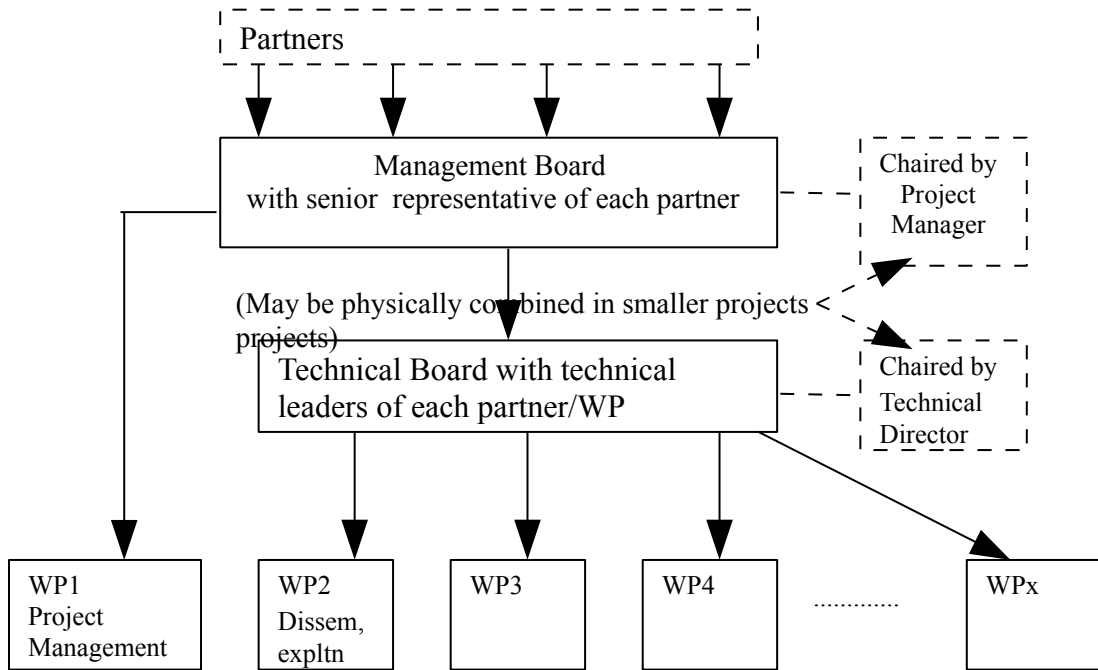 Partners
Management Board
with senior representative of each partner
Chaired by
Project
Manager
(May be physically combined in smaller projects
projects)
Technical Board with technical
leaders of each partner/WP
Chaired by
Technical
Director
WP1
Project
Management
WP2
Dissem,
expltn
WP3
WP4
.............
WPx